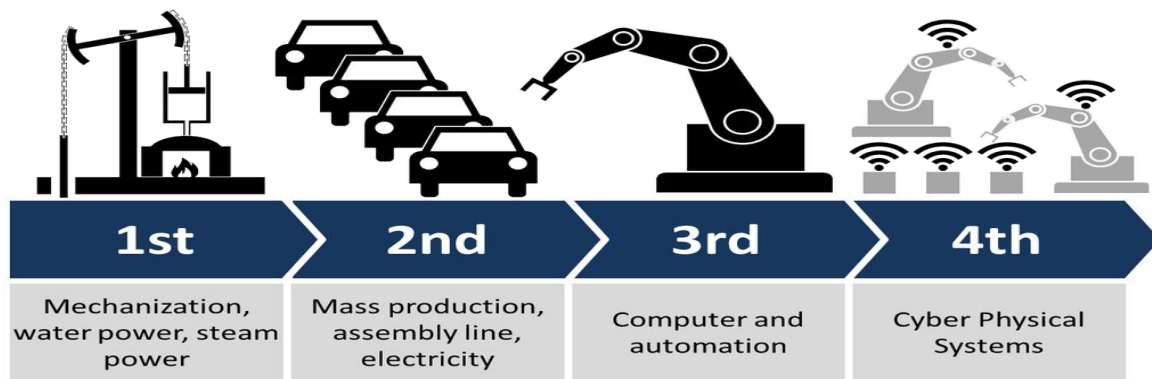 1st
2nd
3rd
4th
Mechanization,
water power, steam
power
Mass production,
assembly line,
electricity
Computer and
automation
Cyber Physical
Systems